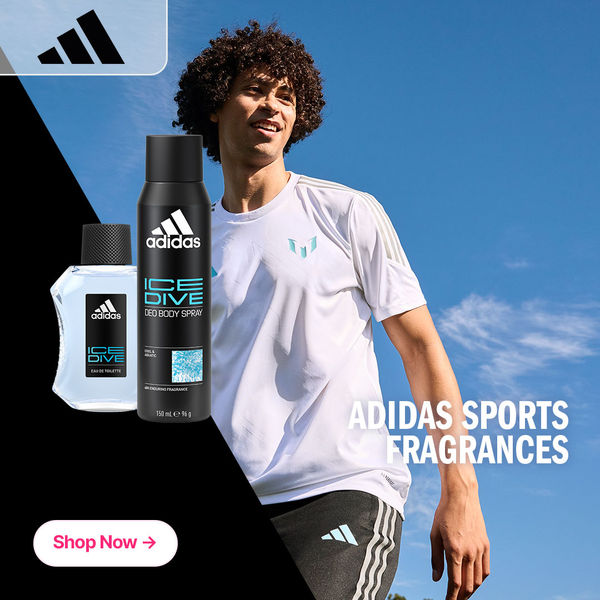 adidas
ICE
DIVE
DEO BODY SPRAY
150 mL ℮ 96 g
adidas
ICE
DIVE
EAU DE TOILETTE
ADIDAS SPORTS
FRAGRANCES
Shop Now →